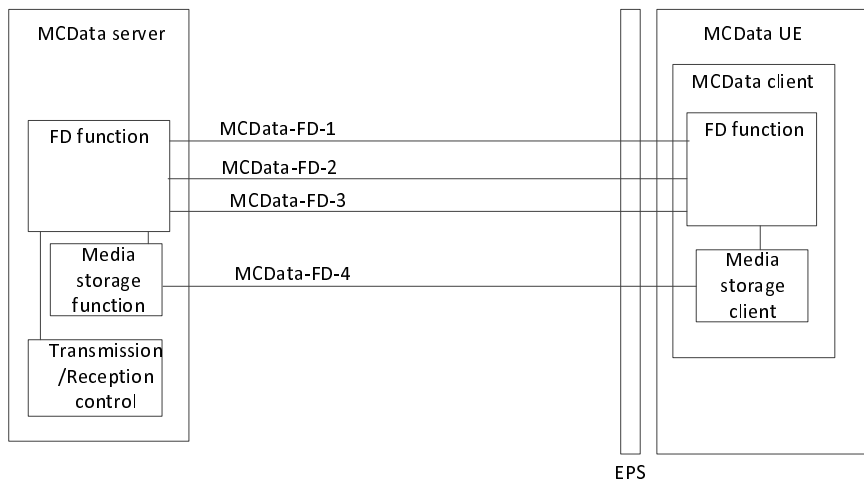 MCData server
MCData UE
MCData client
FD function
MCData-FD-1
FD function
MCData-FD-2
MCData-FD-3
Media
storage
function
MCData-FD-4
Media
storage
client
Transmission
/Reception
control
EPS